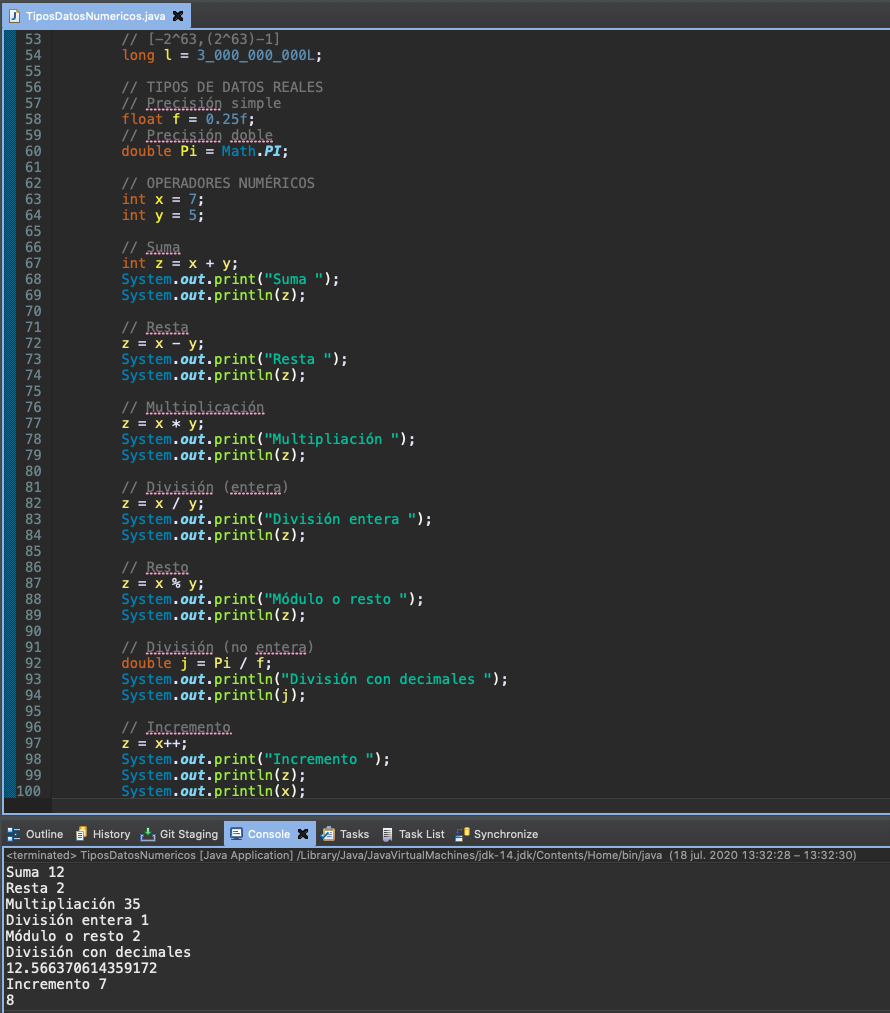 TiposDatosNumericos.java
53 // [-2^63,(2^63)-1]
54 long l = 3_000_000_000L;
55
56 // TIPOS DE DATOS REALES
57 // Precisión simple
58 float f = 0.25f;
59 // Precisión doble
60 double Pi = Math.PI;
61
62 // OPERADORES NUMÉRICOS
63 int x = 7;
64 int y = 5;
65
66 // Suma
67 int z = x + y;
68 System.out.print("Suma ");
69 System.out.println(z);
70
71 // Resta
72 z = x - y;
73 System.out.print("Resta ");
74 System.out.println(z);
75
76 // Multiplicación
77 z = x * y;
78 System.out.print("Multipliación ");
79 System.out.println(z);
80
81 // División (entera)
82 z = x / y;
83 System.out.print("División entera ");
84 System.out.println(z);
85
86 // Resto
87 z = x % y;
88 System.out.print("Módulo o resto ");
89 System.out.println(z);
90
91 // División (no entera)
92 double j = Pi / f;
93 System.out.println("División con decimales ");
94 System.out.println(j);
95
96 // Incremento
97 z = x++;
98 System.out.print("Incremento ");
99 System.out.println(z);
100 System.out.println(x);
Outline History Git Staging Console Tasks Task List Synchronize
<terminated> TiposDatosNumericos [Java Application] /Library/Java/JavaVirtualMachines/jdk-14.jdk/Contents/Home/bin/java (18 jul. 2020 13:32:28 – 13:32:30)
Suma 12
Resta 2
Multipliación 35
División entera 1
Módulo o resto 2
División con decimales
12.566370614359172
Incremento 7
8